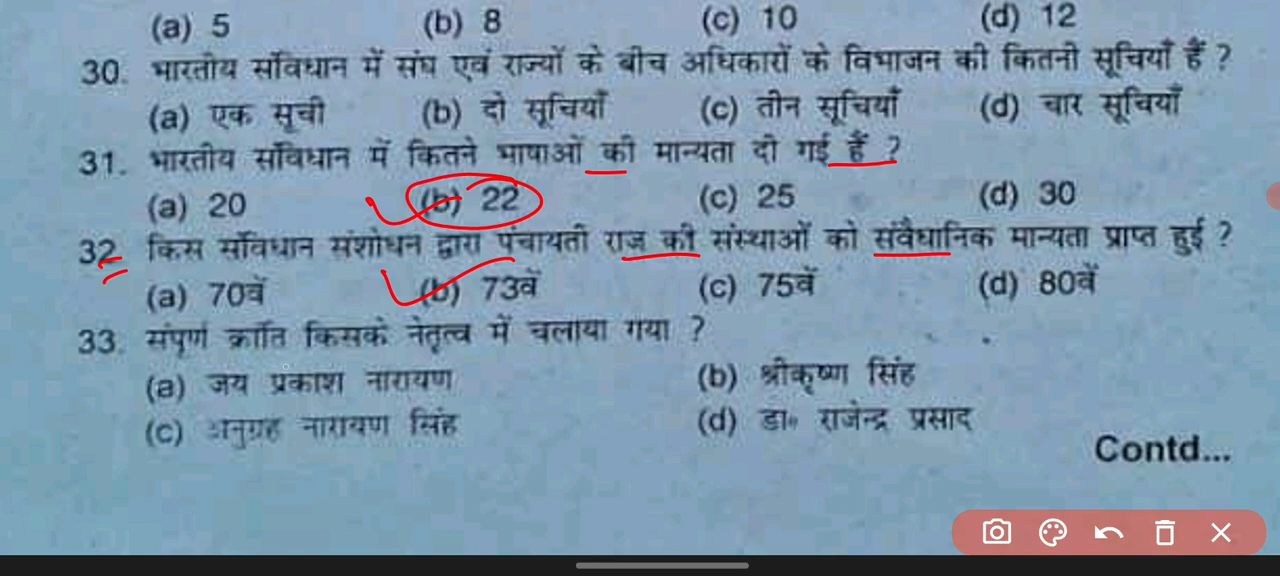 (a) 5 (b) 8 (c) 10 (d) 12
30. भारतीय संविधान में संघ एवं राज्यों के बीच अधिकारों के विभाजन की कितनी सूचियाँ हैं ?
(a) एक सूची (b) दो सूचियाँ (c) तीन सूचियाँ (d) चार सूचियाँ
31. भारतीय संविधान में कितने भाषाओं की मान्यता दी गई हैं ?
(a) 20 (b) 22 (c) 25 (d) 30
32. किस संविधान संशोधन द्वारा पंचायती राज की संस्थाओं को संवैधानिक मान्यता प्राप्त हुई ?
(a) 70वें (b) 73वें (c) 75वें (d) 80वें
33. संपूर्ण क्रांति किसके नेतृत्व में चलाया गया ?
(a) जय प्रकाश नारायण (b) श्रीकृष्ण सिंह
(c) अनुग्रह नारायण सिंह (d) डा० राजेन्द्र प्रसाद
Contd...